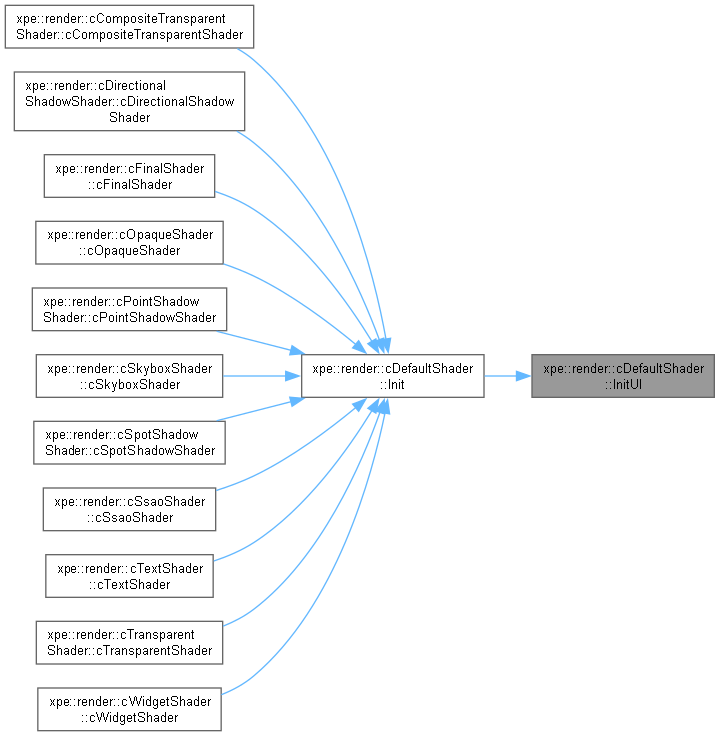 xpe::render::cCompositeTransparent
Shader::cCompositeTransparentShader
xpe::render::cDirectional
ShadowShader::cDirectionalShadow
Shader
xpe::render::cFinalShader
::cFinalShader
xpe::render::cOpaqueShader
::cOpaqueShader
xpe::render::cPointShadow
Shader::cPointShadowShader
xpe::render::cSkyboxShader
::cSkyboxShader
xpe::render::cSpotShadow
Shader::cSpotShadowShader
xpe::render::cSsaoShader
::cSsaoShader
xpe::render::cTextShader
::cTextShader
xpe::render::cTransparent
Shader::cTransparentShader
xpe::render::cWidgetShader
::cWidgetShader
xpe::render::cDefaultShader
::Init
xpe::render::cDefaultShader
::InitUI